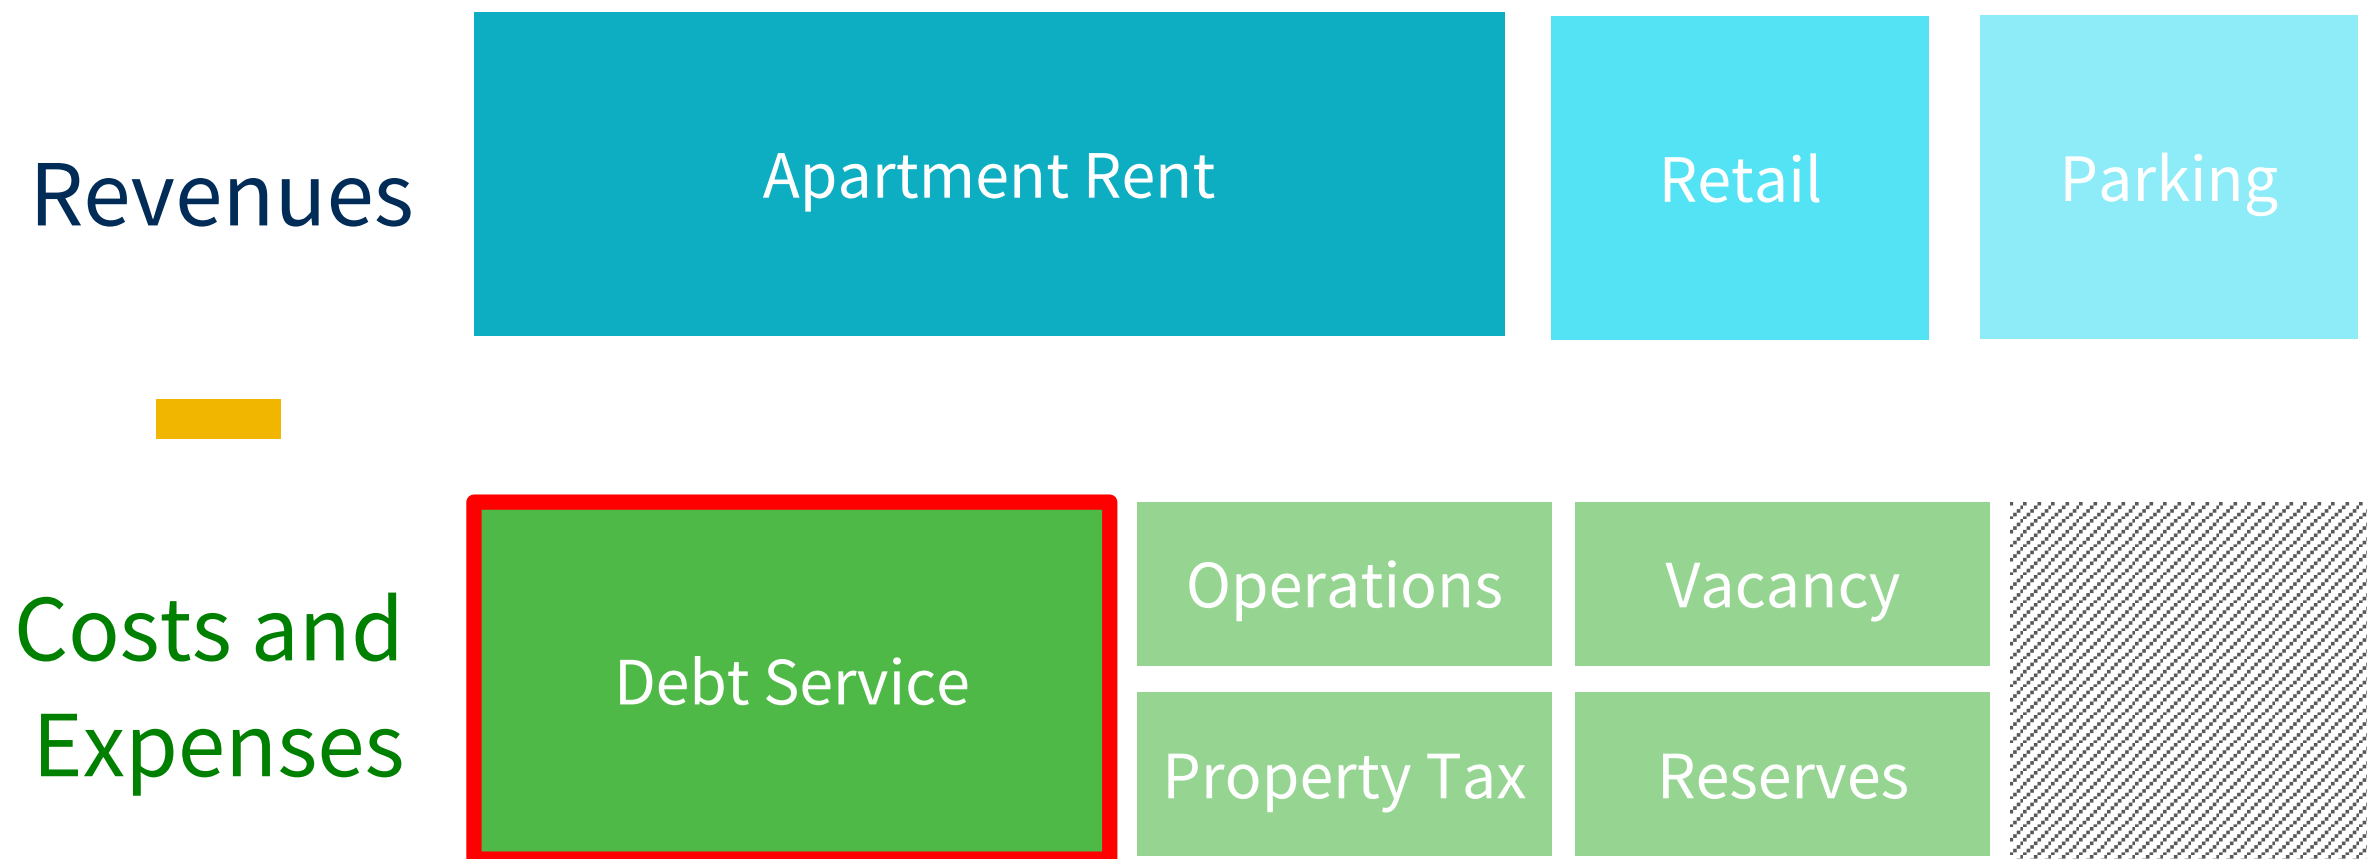 Revenues
Apartment Rent
Retail
Parking
Costs and
Expenses
Debt Service
Operations
Vacancy
Property Tax
Reserves